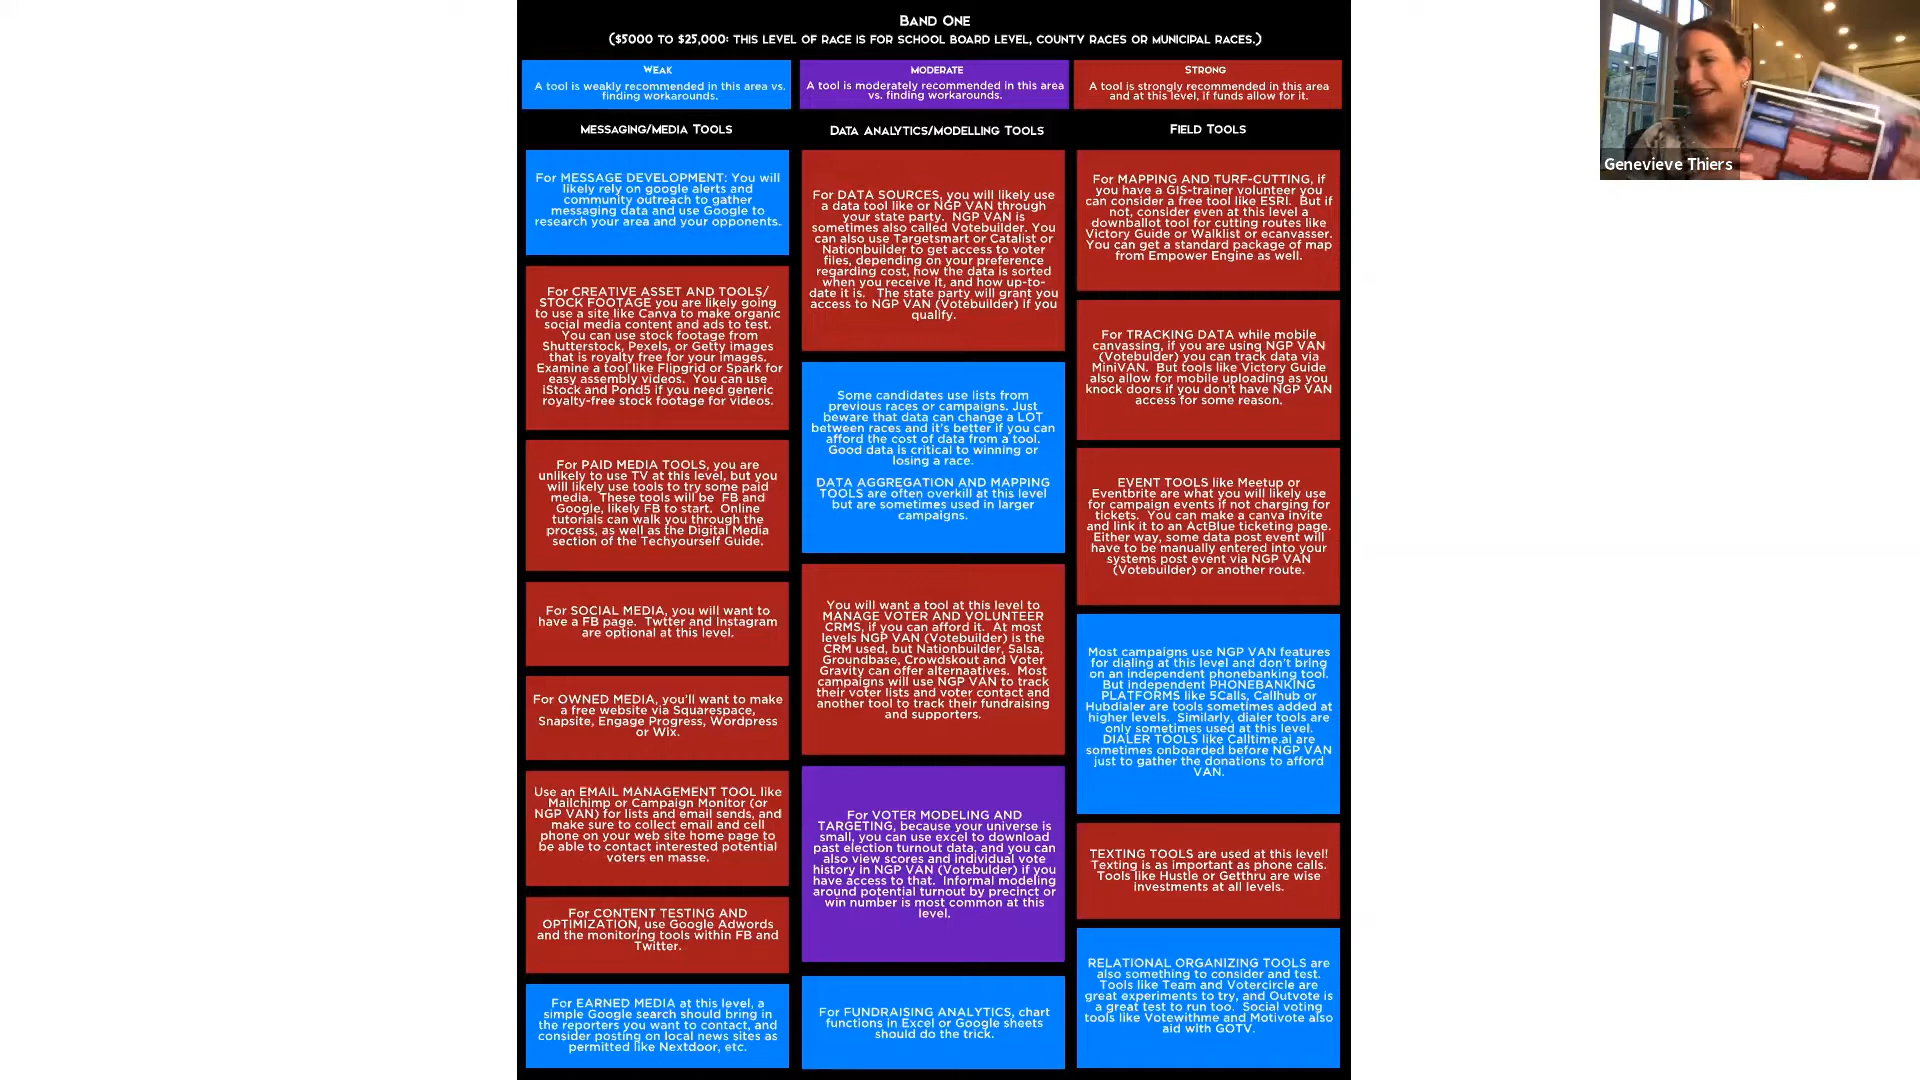 BAND ONE
($5000 TO $25,000: THIS LEVEL OF RACE IS FOR SCHOOL BOARD LEVEL, COUNTY RACES OR MUNICIPAL RACES.)
WEAK
A tool is weakly recommended in this area vs.
finding workarounds.
MODERATE
A tool is moderately recommended in this area
vs. finding workarounds.
STRONG
A tool is strongly recommended in this area
and at this level, if funds allow for it.
MESSAGING/MEDIA TOOLS
For MESSAGE DEVELOPMENT: You will
likely rely on google alerts and
community outreach to gather
messaging data and use Google to
research your area and your opponents.
For CREATIVE ASSET AND TOOLS/
STOCK FOOTAGE you are likely going
to use a site like Canva to make organic
social media content and ads to test.
You can use stock footage from
Shutterstock, Pexels, or Getty images
that is royalty free for your images.
Examine a tool like Flipgrid or Spark for
easy assembly videos. You can use
iStock and Pond5 if you need generic
royalty-free stock footage for videos.
For PAID MEDIA TOOLS, you are
unlikely to use TV at this level, but you
will likely use tools to try some paid
media. These tools will be FB and
Google, likely FB to start. Online
tutorials can walk you through the
process, as well as the Digital Media
section of the Techyourself Guide.
For SOCIAL MEDIA, you will want to
have a FB page. Twtter and Instagram
are optional at this level.
For OWNED MEDIA, you'll want to make
a free website via Squarespace,
Snapsite, Engage Progress, Wordpress
or Wix.
Use an EMAIL MANAGEMENT TOOL like
Mailchimp or Campaign Monitor (or
NGP VAN) for lists and email sends, and
make sure to collect email and cell
phone on your web site home page to
be able to contact interested potential
voters en masse.
For CONTENT TESTING AND
OPTIMIZATION, use Google Adwords
and the monitoring tools within FB and
Twitter.
For EARNED MEDIA at this level, a
simple Google search should bring in
the reporters you want to contact, and
consider posting on local news sites as
permitted like Nextdoor, etc.
DATA ANALYTICS/MODELLING TOOLS
For DATA SOURCES, you will likely use
a data tool like or NGP VAN through
your state party. NGP VAN is
sometimes also called Votebuilder. You
can also use Targetsmart or Catalist or
Nationbuilder to get access to voter
files, depending on your preference
regarding cost, how the data is sorted
when you receive it, and how up-to-
date it is. The state party will grant you
access to NGP VAN (Votebuilder) if you
qualify.
Some candidates use lists from
previous races or campaigns. Just
beware that data can change a LOT
between races and it's better if you can
afford the cost of data from a tool.
Good data is critical to winning or
losing a race.
DATA AGGREGATION AND MAPPING
TOOLS are often overkill at this level
but are sometimes used in larger
campaigns.
You will want a tool at this level to
MANAGE VOTER AND VOLUNTEER
CRMS, if you can afford it. At most
levels NGP VAN (Votebuilder) is the
CRM used, but Nationbuilder, Salsa,
Groundbase, Crowdskout and Voter
Gravity can offer alternaatives. Most
campaigns will use NGP VAN to track
their voter lists and voter contact and
another tool to track their fundraising
and supporters.
For VOTER MODELING AND
TARGETING, because your universe is
small, you can use excel to download
past election turnout data, and you can
also view scores and individual vote
history in NGP VAN (Votebulder) if you
have access to that. Informal modeling
around potential turnout by precinct or
win number is most common at this
level.
For FUNDRAISING ANALYTICS, chart
functions in Excel or Google sheets
should do the trick.
FIELD TOOLS
For MAPPING AND TURF-CUTTING, if
you have a GIS-trainer volunteer you
can consider a free tool like ESRI. But if
not, consider even at this level a
downballot tool for cutting routes like
Victory Guide or Walklist or ecanvasser.
You can get a standard package of map
from Empower Engine as well.
For TRACKING DATA while mobile
canvassing, if you are using NGP VAN
(Votebulder) you can track data via
MiniVAN. But tools like Victory Guide
also allow for mobile uploading as you
knock doors if you don't have NGP VAN
access for some reason.
EVENT TOOLS like Meetup or
Eventbrite are what you will likely use
for campaign events if not charging for
tickets. You can make a canva invite
and link it to an ActBlue ticketing page.
Either way, some data post event will
have to be manually entered into your
systems post event via NGP VAN
(Votebuilder) or another route.
Most campaigns use NGP VAN features
for dialing at this level and don't bring
on an independent phonebanking tool.
But independent PHONEBANKING
PLATFORMS like 5Calls, Callhub or
Hubdialer are tools sometimes added at
higher levels. Similarly, dialer tools are
only sometimes used at this level.
DIALER TOOLS like Calltime.ai are
sometimes onboarded before NGP VAN
just to gather the donations to afford
VAN.
TEXTING TOOLS are used at this level!
Texting is as important as phone calls.
Tools like Hustle or Getthru are wise
investments at all levels.
RELATIONAL ORGANIZING TOOLS are
also something to consider and test.
Tools like Team and Votercircle are
great experiments to try, and Outvote is
a great test to run too. Social voting
tools like Votewithme and Motivote also
aid with GOTV.
Genevieve Thiers